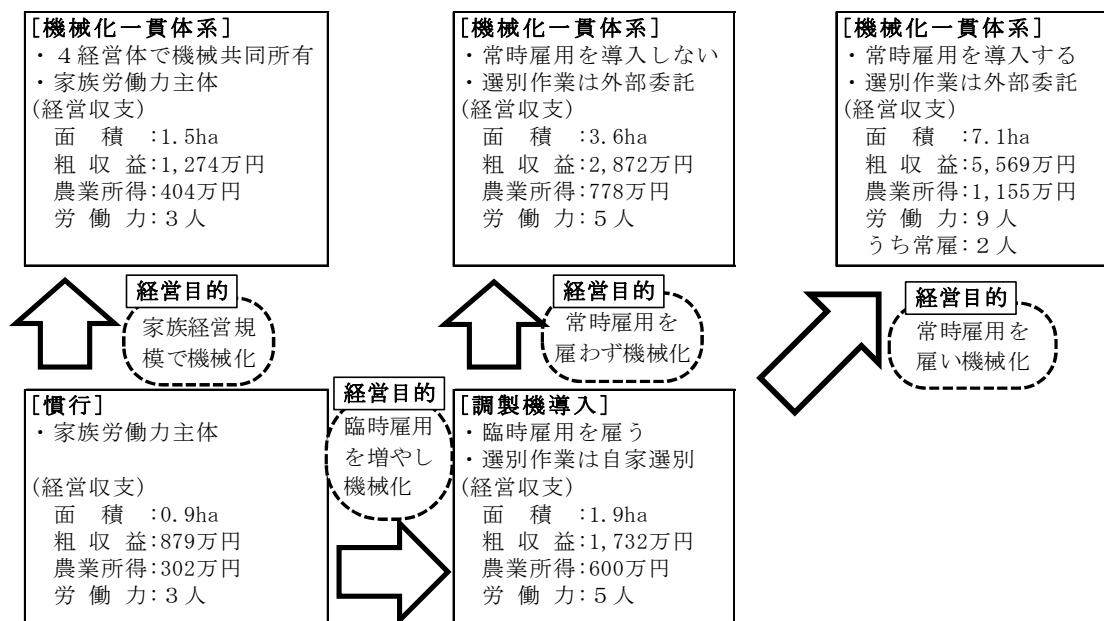 [機械化一貫体系]
・４経営体で機械共同所有
・家族労働力主体
(経営収支)
面　積　:1.5ha
粗 収 益:1,274万円
農業所得:404万円
労 働 力:３人
[機械化一貫体系]
・常時雇用を導入しない
・選別作業は外部委託
(経営収支)
面　積　:3.6ha
粗 収 益:2,872万円
農業所得:778万円
労 働 力:５人
[機械化一貫体系]
・常時雇用を導入する
・選別作業は外部委託
(経営収支)
面　積　:7.1ha
粗 収 益:5,569万円
農業所得:1,155万円
労 働 力:９人
うち常雇:２人
経営目的
家族経営規
模で機械化
経営目的
常時雇用を
雇わず機械化
経営目的
常時雇用を
雇い機械化
[慣行]
・家族労働力主体
(経営収支)
面　積　:0.9ha
粗 収 益:879万円
農業所得:302万円
労 働 力:３人
経営目的
臨時雇用
を増やし
機械化
[調製機導入]
・臨時雇用を雇う
・選別作業は自家選別
(経営収支)
面　積　:1.9ha
粗 収 益:1,732万円
農業所得:600万円
労 働 力:５人